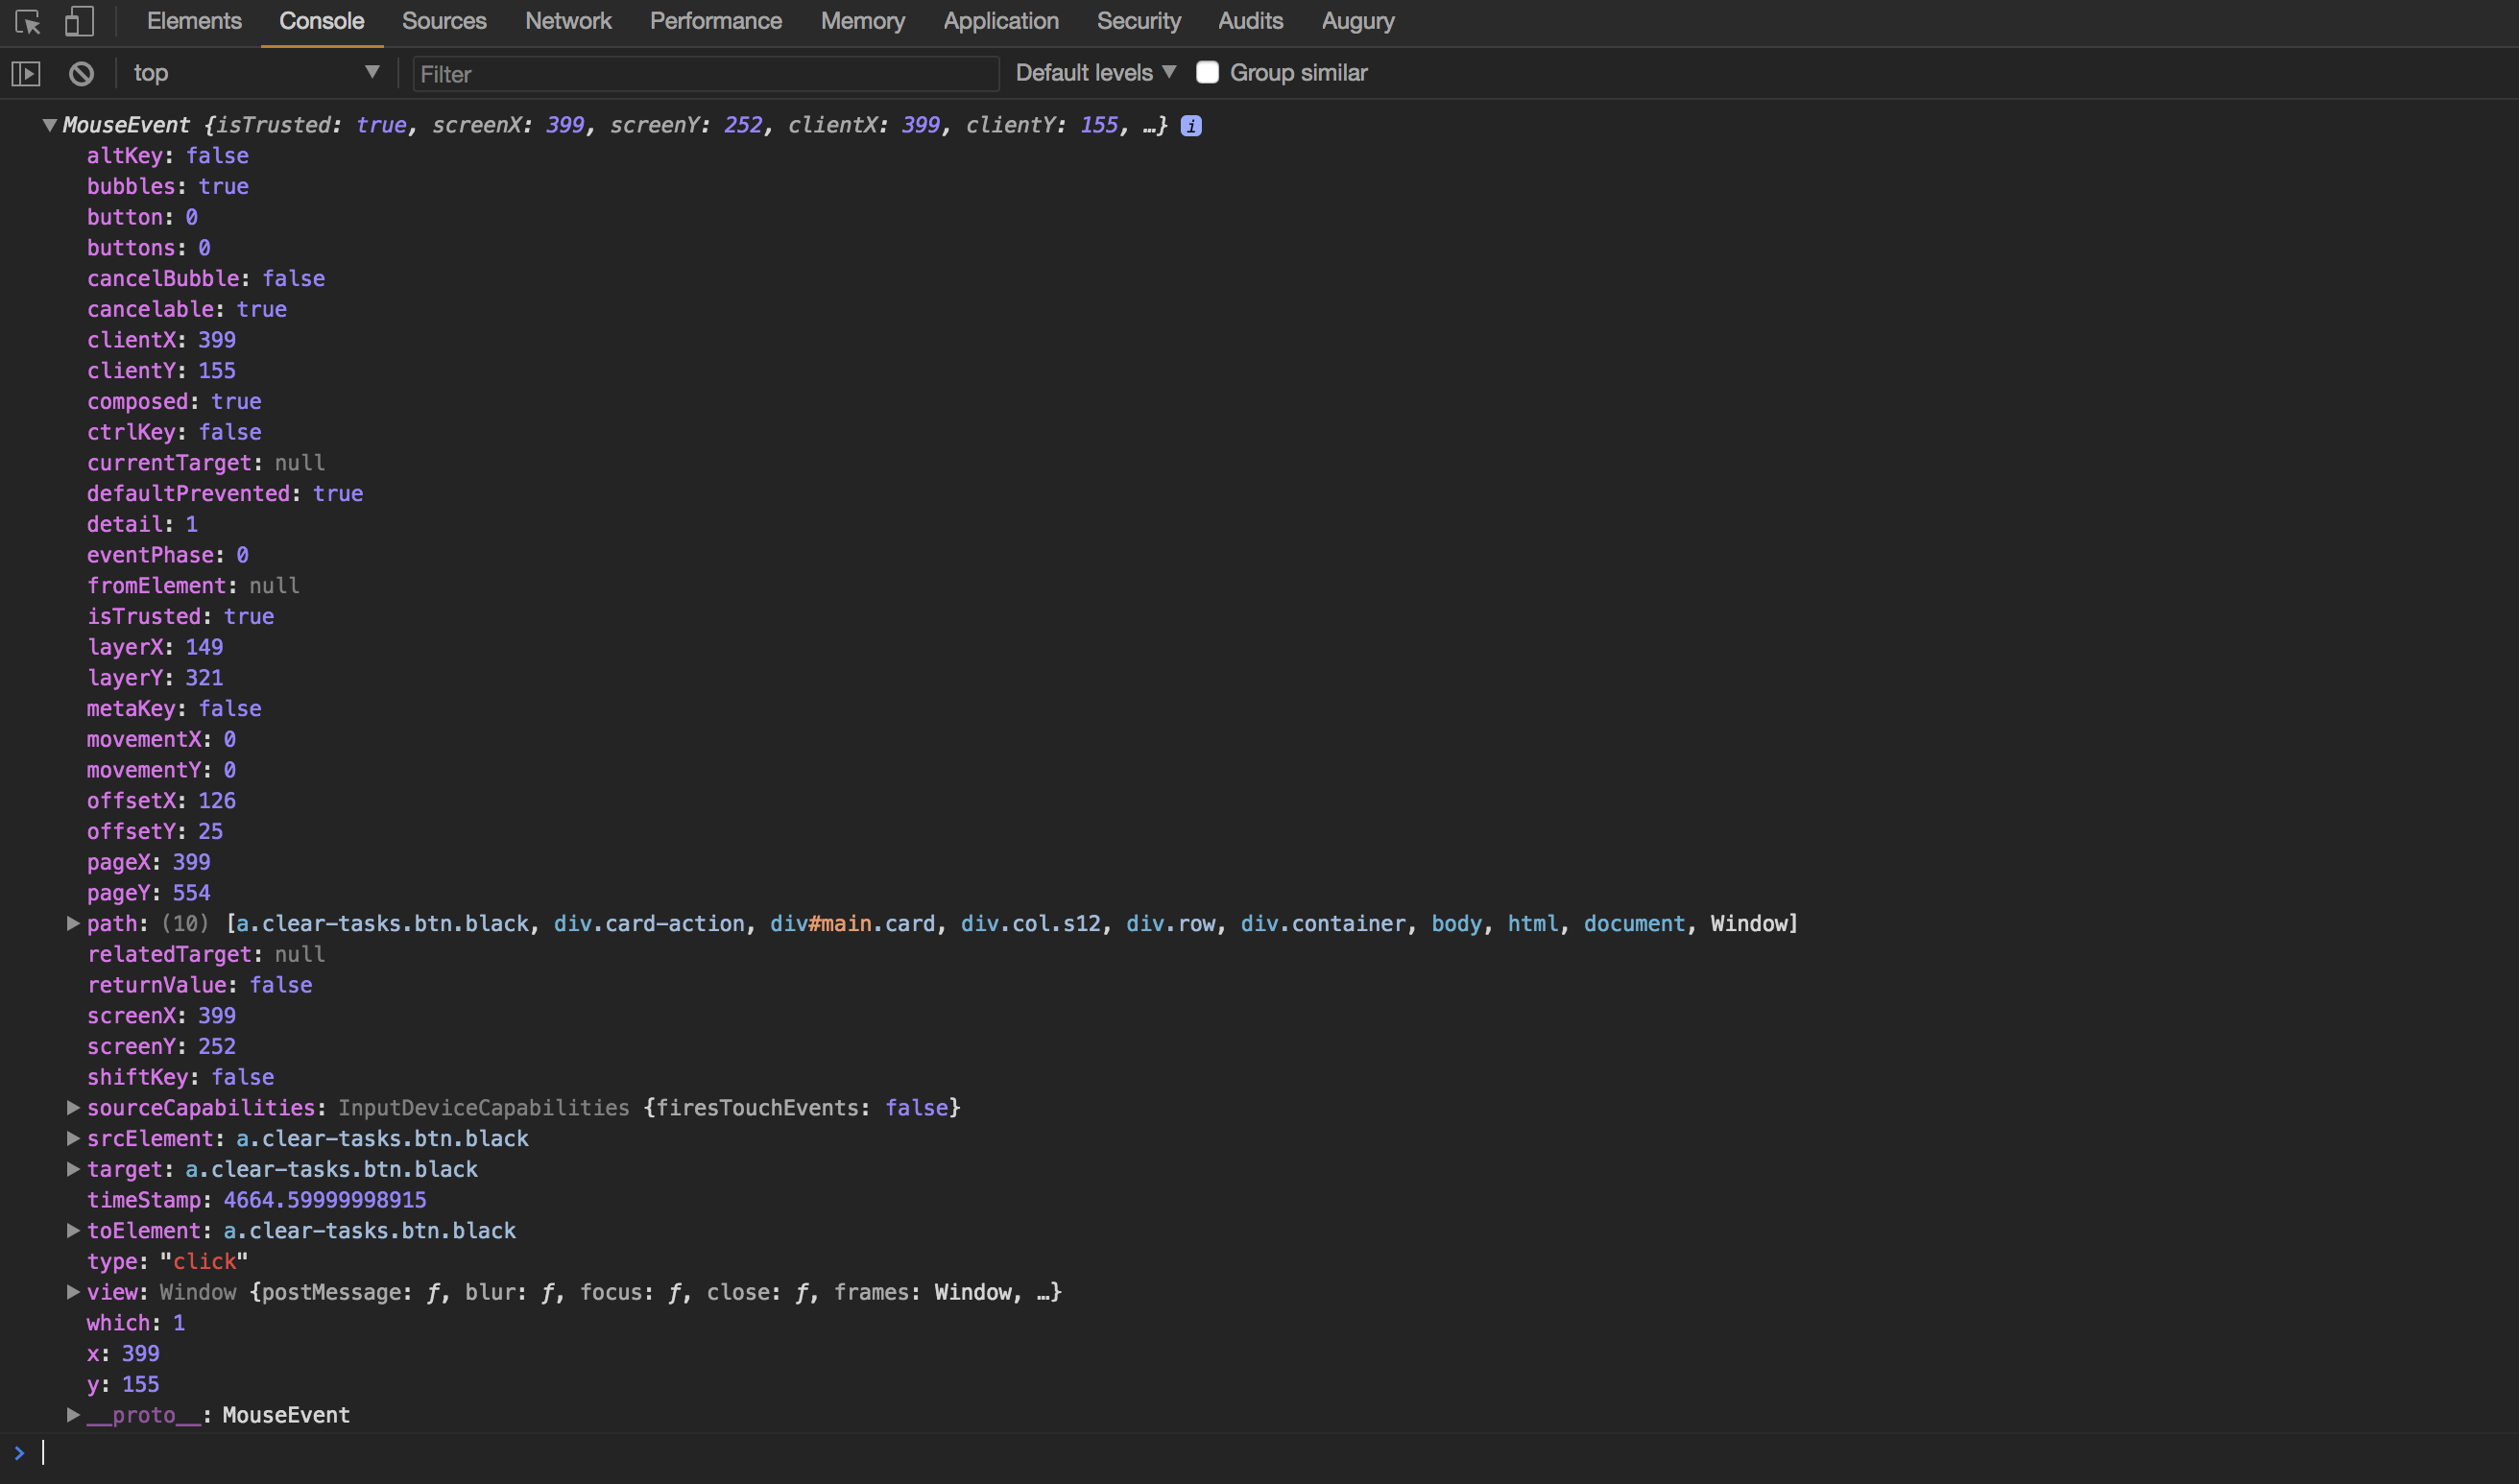 Elements Console Sources Network Performance Memory Application Security Audits Augury
top Filter Default levels Group similar
MouseEvent {isTrusted: true, screenX: 399, screenY: 252, clientX: 399, clientY: 155, …} i
altKey: false
bubbles: true
button: 0
buttons: 0
cancelBubble: false
cancelable: true
clientX: 399
clientY: 155
composed: true
ctrlKey: false
currentTarget: null
defaultPrevented: true
detail: 1
eventPhase: 0
fromElement: null
isTrusted: true
layerX: 149
layerY: 321
metaKey: false
movementX: 0
movementY: 0
offsetX: 126
offsetY: 25
pageX: 399
pageY: 554
path: (10) [a.clear-tasks.btn.black, div.card-action, div#main.card, div.col.s12, div.row, div.container, body, html, document, Window]
relatedTarget: null
returnValue: false
screenX: 399
screenY: 252
shiftKey: false
sourceCapabilities: InputDeviceCapabilities {firesTouchEvents: false}
srcElement: a.clear-tasks.btn.black
target: a.clear-tasks.btn.black
timeStamp: 4664.59999998915
toElement: a.clear-tasks.btn.black
type: "click"
view: Window {postMessage: ƒ, blur: ƒ, focus: ƒ, close: ƒ, frames: Window, …}
which: 1
x: 399
y: 155
__proto__: MouseEvent